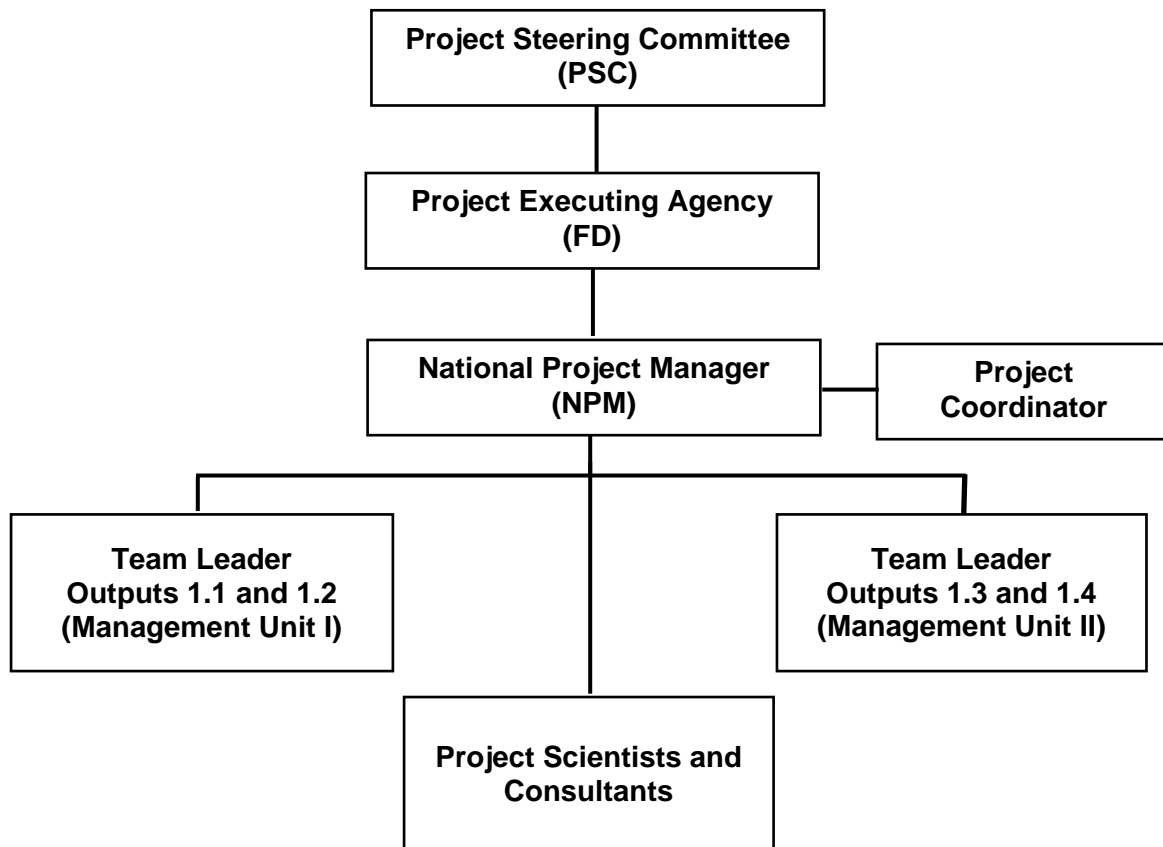 Project Steering Committee
(PSC)
Project Executing Agency
(FD)
National Project Manager
(NPM)
Project
Coordinator
Team Leader
Outputs 1.1 and 1.2
(Management Unit I)
Team Leader
Outputs 1.3 and 1.4
(Management Unit II)
Project Scientists and
Consultants